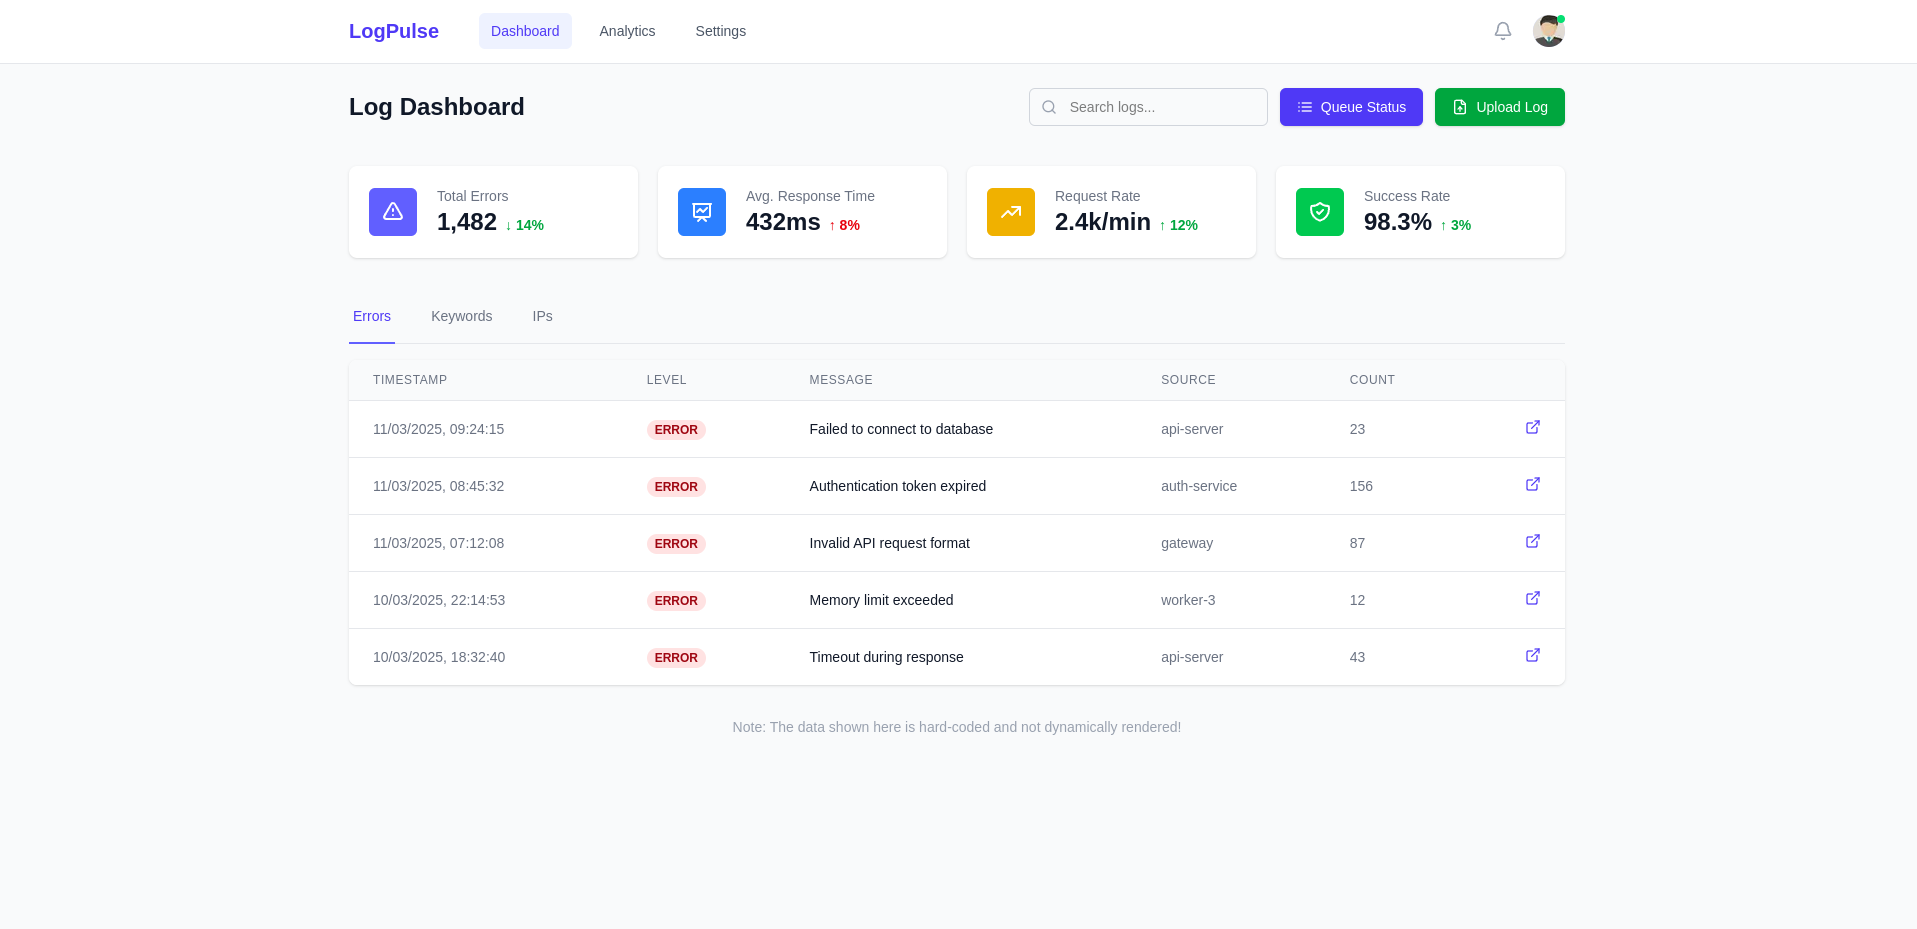 LogPulse Dashboard Analytics Settings
Log Dashboard Search logs... Queue Status Upload Log
Total Errors
1,482 ↓ 14%
Avg. Response Time
432ms ↑ 8%
Request Rate
2.4k/min ↑ 12%
Success Rate
98.3% ↑ 3%
Errors Keywords IPs
TIMESTAMP LEVEL MESSAGE SOURCE COUNT
11/03/2025, 09:24:15 ERROR Failed to connect to database api-server 23
11/03/2025, 08:45:32 ERROR Authentication token expired auth-service 156
11/03/2025, 07:12:08 ERROR Invalid API request format gateway 87
10/03/2025, 22:14:53 ERROR Memory limit exceeded worker-3 12
10/03/2025, 18:32:40 ERROR Timeout during response api-server 43
Note: The data shown here is hard-coded and not dynamically rendered!